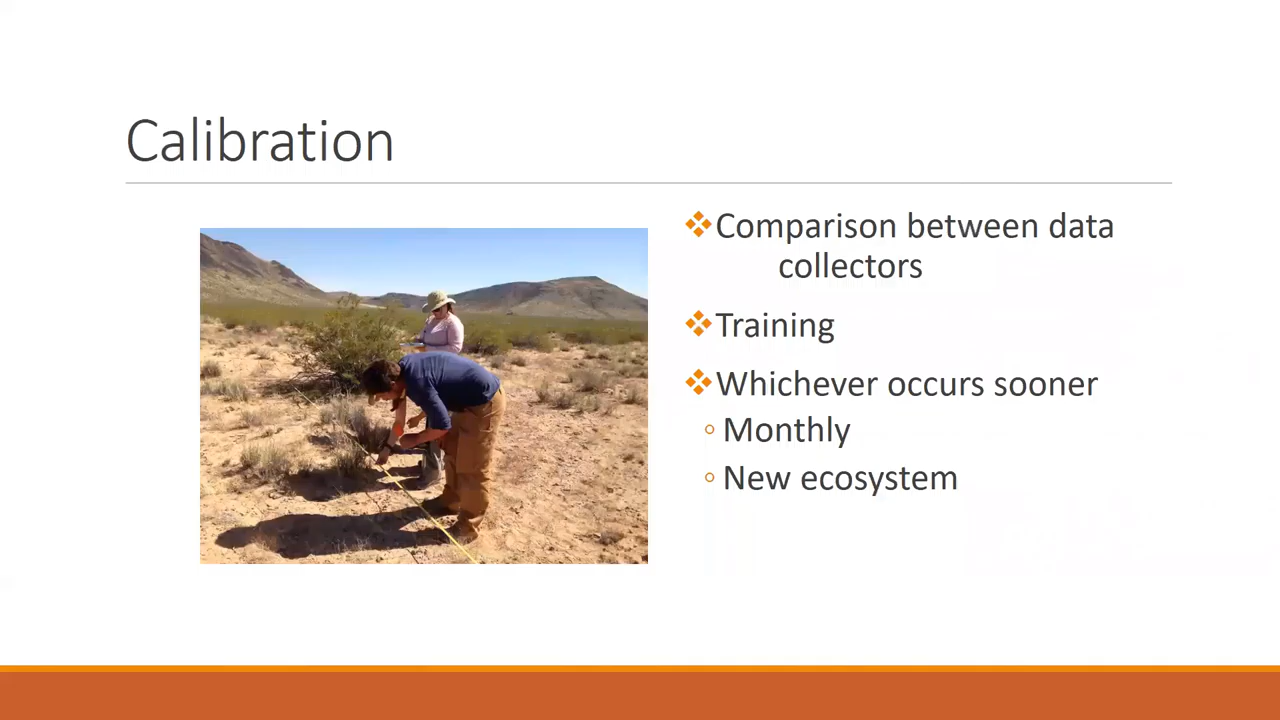 Calibration
Comparison between data
collectors
Training
Whichever occurs sooner
Monthly
New ecosystem